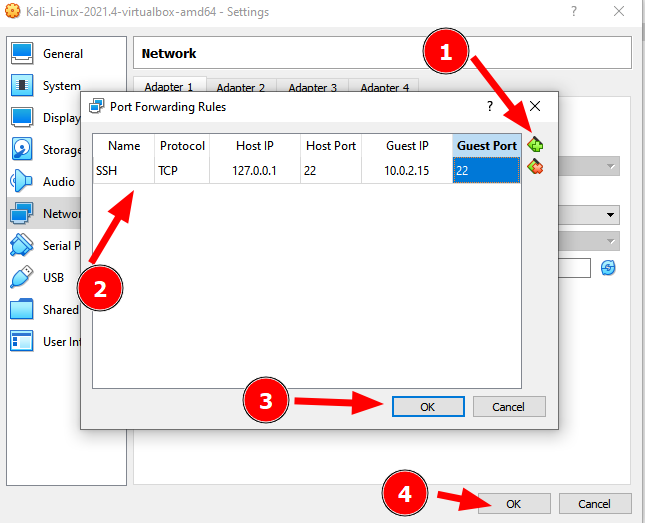 Kali-Linux-2021.4-virtualbox-amd64 - Settings
?
General
System
Display
Storage
Audio
Network
Serial P
USB
Shared
User Int
Network
Adapter 1 Adapter 2 Adapter 3 Adapter 4
1
Port Forwarding Rules
?
Name Protocol Host IP Host Port Guest IP Guest Port
SSH TCP 127.0.0.1 22 10.0.2.15 22
2
3
OK Cancel
4
OK Cancel